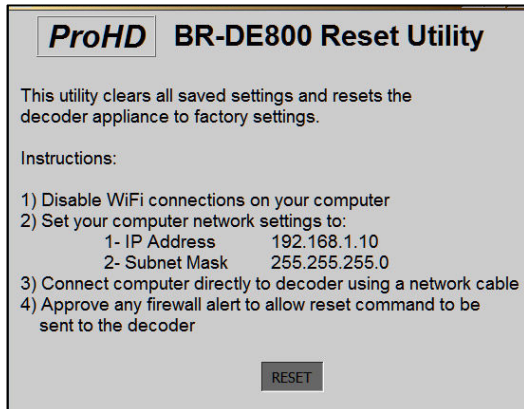 ProHD BR-DE800 Reset Utility
This utility clears all saved settings and resets the
decoder appliance to factory settings.
Instructions:
1) Disable WiFi connections on your computer
2) Set your computer network settings to:
1- IP Address 192.168.1.10
2- Subnet Mask 255.255.255.0
3) Connect computer directly to decoder using a network cable
4) Approve any firewall alert to allow reset command to be
sent to the decoder
RESET